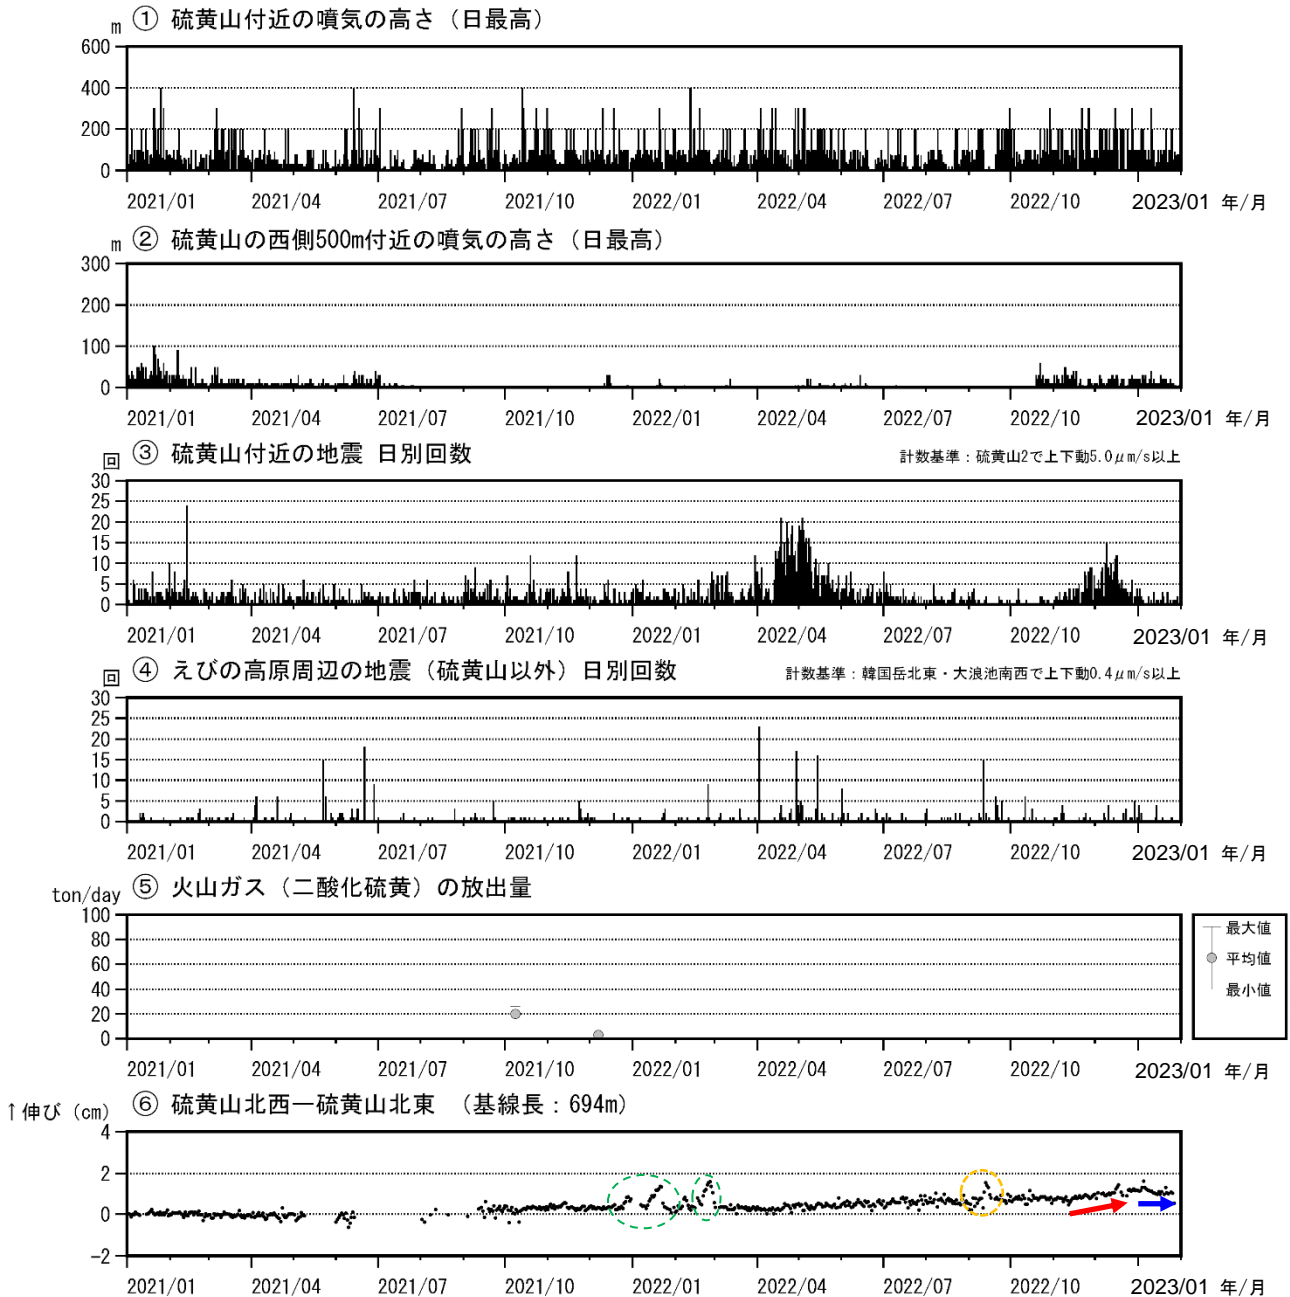 m ① 硫黄山付近の噴気の高さ（日最高）
600
400
200
0
2021/01 2021/04 2021/07 2021/10 2022/01 2022/04 2022/07 2022/10 2023/01 年/月
m ② 硫黄山の西側500m付近の噴気の高さ（日最高）
300
200
100
0
2021/01 2021/04 2021/07 2021/10 2022/01 2022/04 2022/07 2022/10 2023/01 年/月
回 ③ 硫黄山付近の地震 日別回数 計数基準：硫黄山2で上下動5.0μm/s以上
30
25
20
15
10
5
0
2021/01 2021/04 2021/07 2021/10 2022/01 2022/04 2022/07 2022/10 2023/01 年/月
回 ④ えびの高原周辺の地震（硫黄山以外）日別回数 計数基準：韓国岳北東・大浪池南西で上下動0.4μm/s以上
30
25
20
15
10
5
0
2021/01 2021/04 2021/07 2021/10 2022/01 2022/04 2022/07 2022/10 2023/01 年/月
ton/day ⑤ 火山ガス（二酸化硫黄）の放出量
100
80
60
40
20
0
最大値
平均値
最小値
2021/01 2021/04 2021/07 2021/10 2022/01 2022/04 2022/07 2022/10 2023/01 年/月
↑伸び（cm） ⑥ 硫黄山北西ー硫黄山北東 （基線長：694m）
4
2
0
-2
2021/01 2021/04 2021/07 2021/10 2022/01 2022/04 2022/07 2022/10 2023/01 年/月